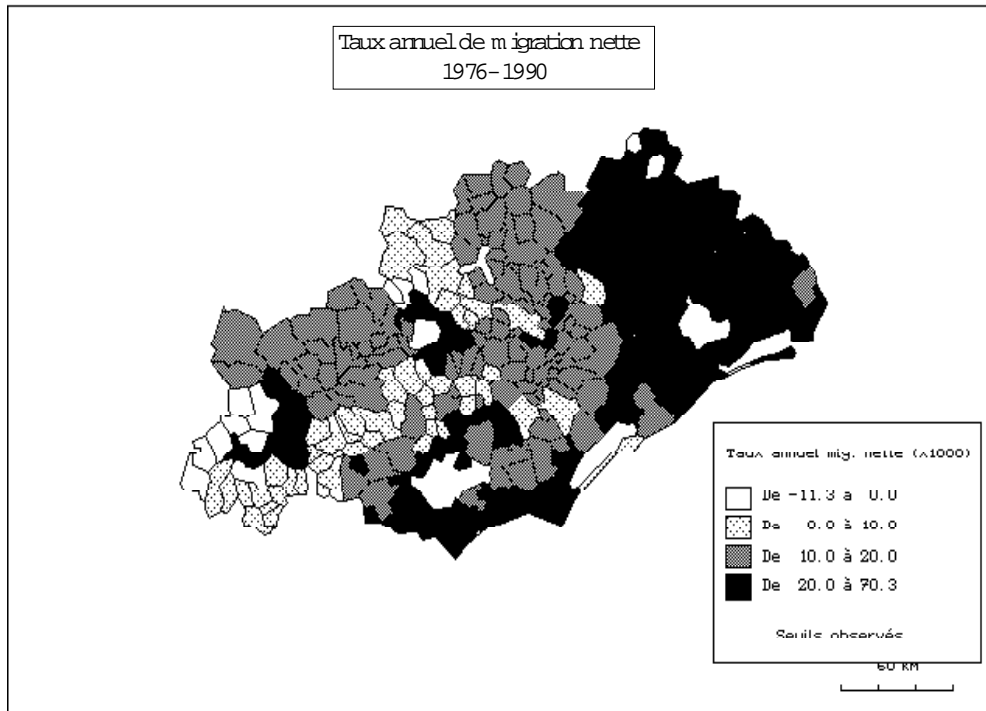 Taux annuel de migration nette
1976-1990
Taux annuel mig. nette (x1000)
De -11.3 à 0.0
De 0.0 à 10.0
De 10.0 à 20.0
De 20.0 à 70.3
Seuils observés
60 KM